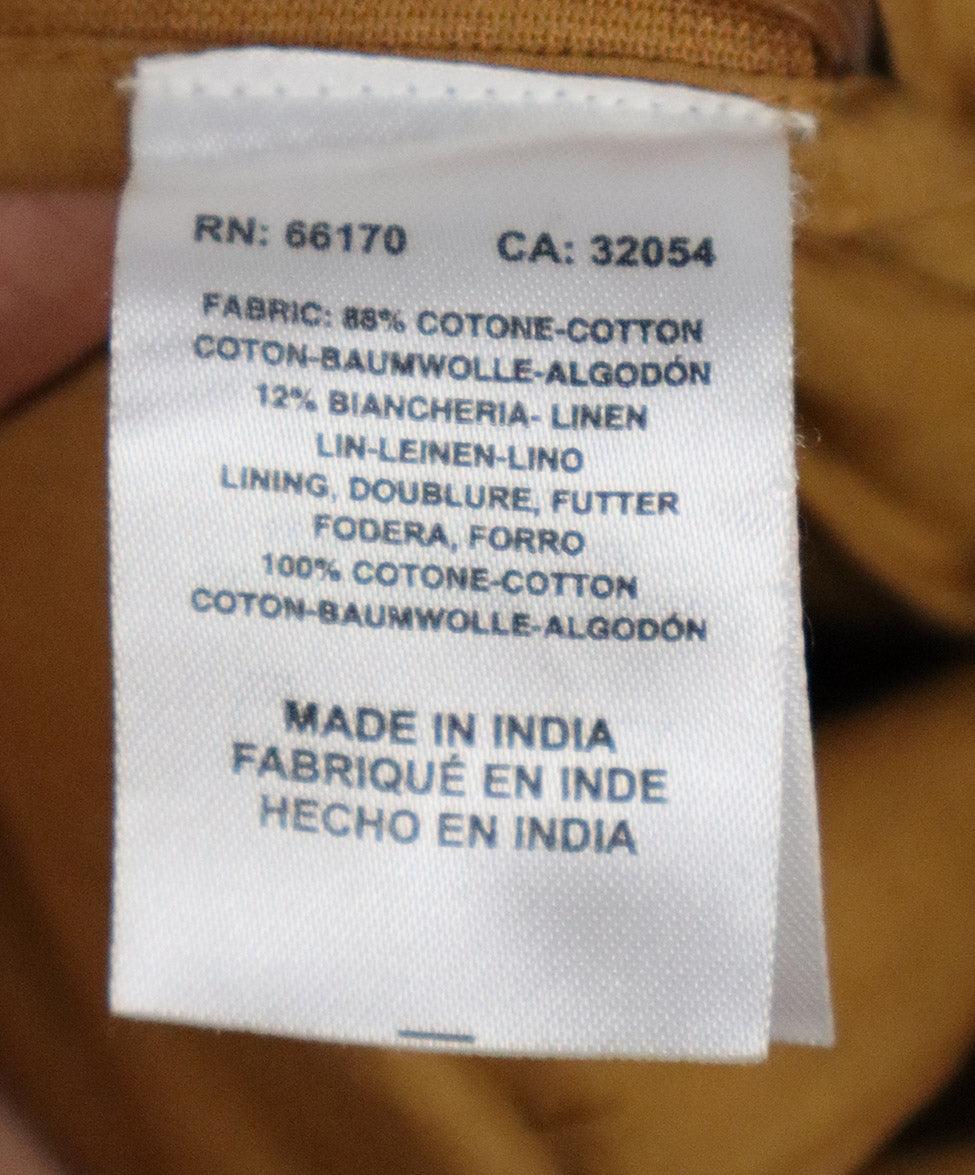 RN: 66170 CA: 32054
FABRIC: 88% COTONE-COTTON
COTON-BAUMWOLLE-ALGODÓN
12% BIANCHERIA- LINEN
LIN-LEINEN-LINO
LINING, DOUBLURE, FUTTER
FODERA, FORRO
100% COTONE-COTTON
COTON-BAUMWOLLE-ALGODÓN
MADE IN INDIA
FABRIQUÉ EN INDE
HECHO EN INDIA